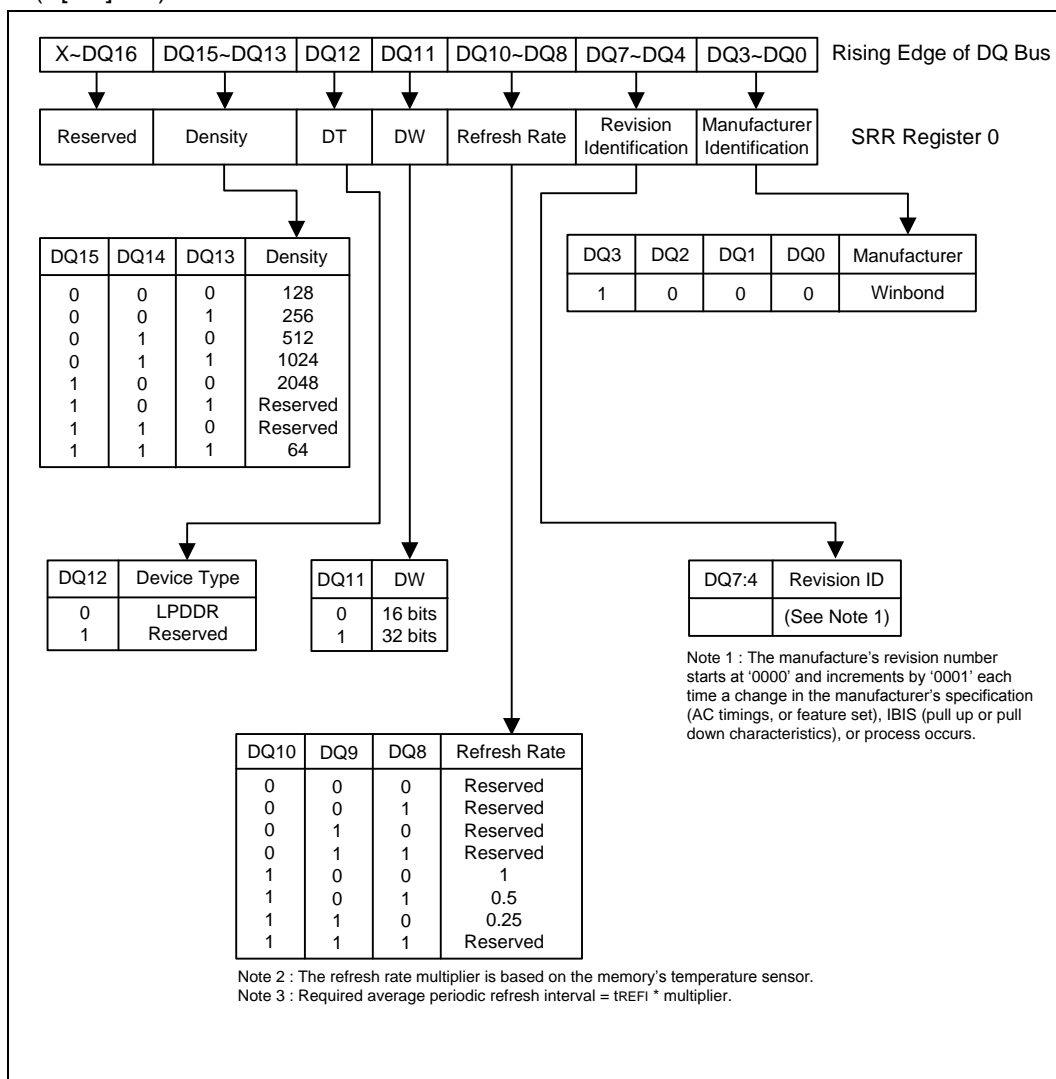 X~DQ16 DQ15~DQ13 DQ12 DQ11 DQ10~DQ8 DQ7~DQ4 DQ3~DQ0 Rising Edge of DQ Bus
Reserved Density DT DW Refresh Rate Revision Identification Manufacturer Identification SRR Register 0
DQ15 DQ14 DQ13 Density
0 0 0 128
0 0 1 256
0 1 0 512
0 1 1 1024
1 0 0 2048
1 0 1 Reserved
1 1 0 Reserved
1 1 1 64
DQ3 DQ2 DQ1 DQ0 Manufacturer
1 0 0 0 Winbond
DQ12 Device Type
0 LPDDR
1 Reserved
DQ11 DW
0 16 bits
1 32 bits
DQ7:4 Revision ID
(See Note 1)
Note 1 : The manufacture's revision number
starts at '0000' and increments by '0001' each
time a change in the manufacturer's specification
(AC timings, or feature set), IBIS (pull up or pull
down characteristics), or process occurs.
DQ10 DQ9 DQ8 Refresh Rate
0 0 0 Reserved
0 0 1 Reserved
0 1 0 Reserved
0 1 1 Reserved
1 0 0 1
1 0 1 0.5
1 1 0 0.25
1 1 1 Reserved
Note 2 : The refresh rate multiplier is based on the memory's temperature sensor.
Note 3 : Required average periodic refresh interval = tREFI * multiplier.